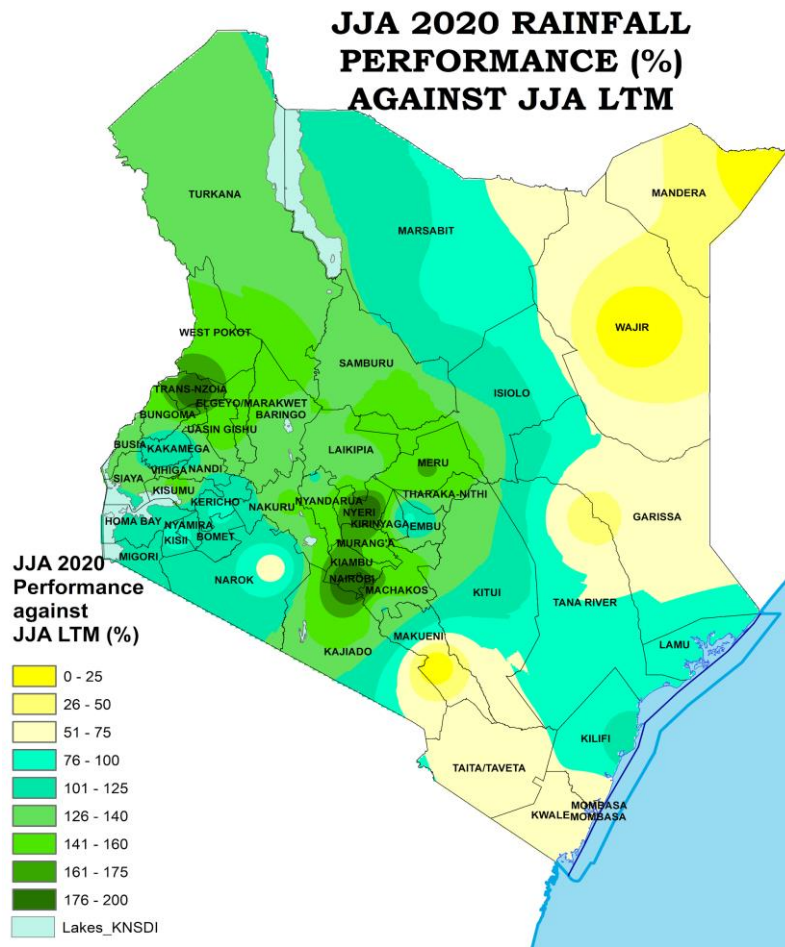 JJA 2020 RAINFALL
PERFORMANCE (%)
AGAINST JJA LTM
MANDERA
TURKANA
MARSABIT
WAJIR
WEST POKOT
SAMBURU
TRANS-NZOIA
ISIOLO
ELGEYO/MARAKWET
BUNGOMA
BARINGO
UASIN GISHU
BUSIA
KAKAMEGA
LAIKIPIA
MERU
VIHIGA
NANDI
SIAYA
KISUMU
THARAKA-NITHI
KERICHO
NYANDARUA
NAKURU
NYERI
GARISSA
HOMA BAY
NYAMIRA
KIRINYAGA
EMBU
BOMET
KISII
MURANG'A
MIGORI
KIAMBU
NAROK
NAIROBI
MACHAKOS
KITUI
TANA RIVER
MAKUENI
LAMU
KAJIADO
KILIFI
TAITA/TAVETA
MOMBASA
KWALE
MOMBASA
JJA 2020
Performance
against
JJA LTM (%)
0 - 25
26 - 50
51 - 75
76 - 100
101 - 125
126 - 140
141 - 160
161 - 175
176 - 200
Lakes_KNSDI